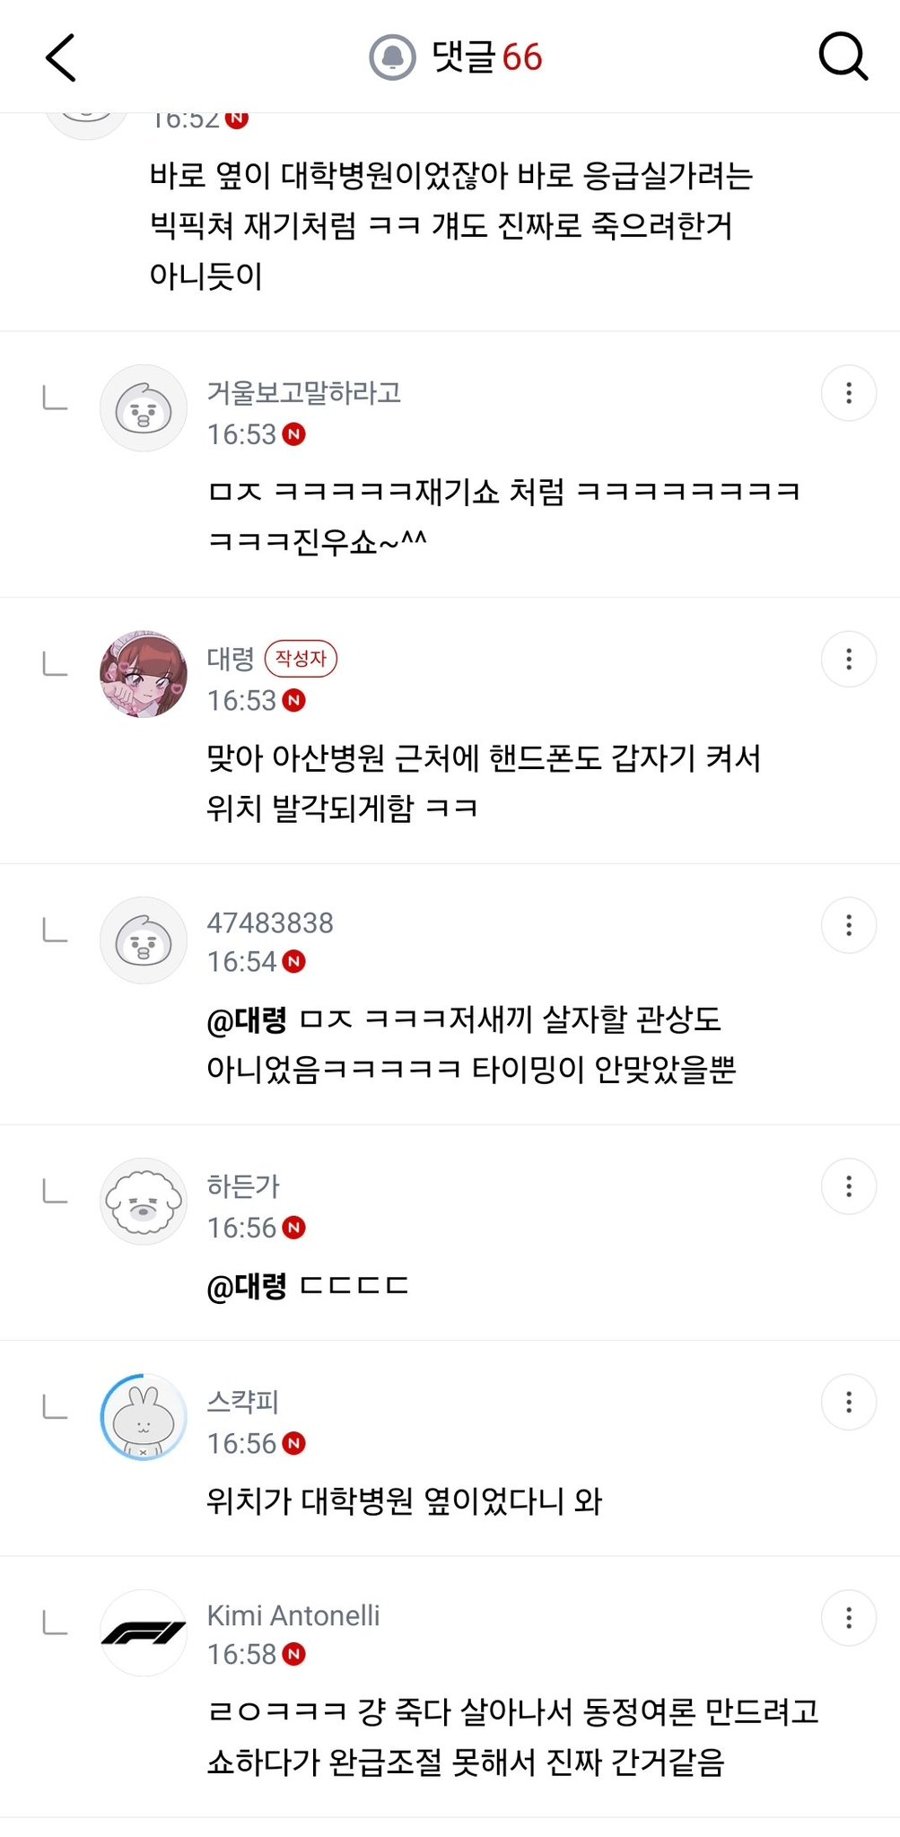 댓글 66
16:52 N
바로 옆이 대학병원이었잖아 바로 응급실가려는
빅픽쳐 재기처럼 ㅋㅋ 걔도 진짜로 죽으려한거
아니듯이
거울보고말하라고
16:53 N
ㅁㅈ ㅋㅋㅋㅋㅋ재기쇼 처럼 ㅋㅋㅋㅋㅋㅋㅋㅋ
ㅋㅋㅋ진우쇼~^^
대령 작성자
16:53 N
맞아 아산병원 근처에 핸드폰도 갑자기 켜서
위치 발각되게함 ㅋㅋ
47483838
16:54 N
@대령 ㅁㅈ ㅋㅋㅋ저새끼 살자할 관상도
아니었음ㅋㅋㅋㅋㅋ 타이밍이 안맞았을뿐
하든가
16:56 N
@대령 ㄷㄷㄷㄷ
스캭피
16:56 N
위치가 대학병원 옆이었다니 와
Kimi Antonelli
16:58 N
ㄹㅇㅋㅋㅋ 걍 죽다 살아나서 동정여론 만드려고
쇼하다가 완급조절 못해서 진짜 간거같음